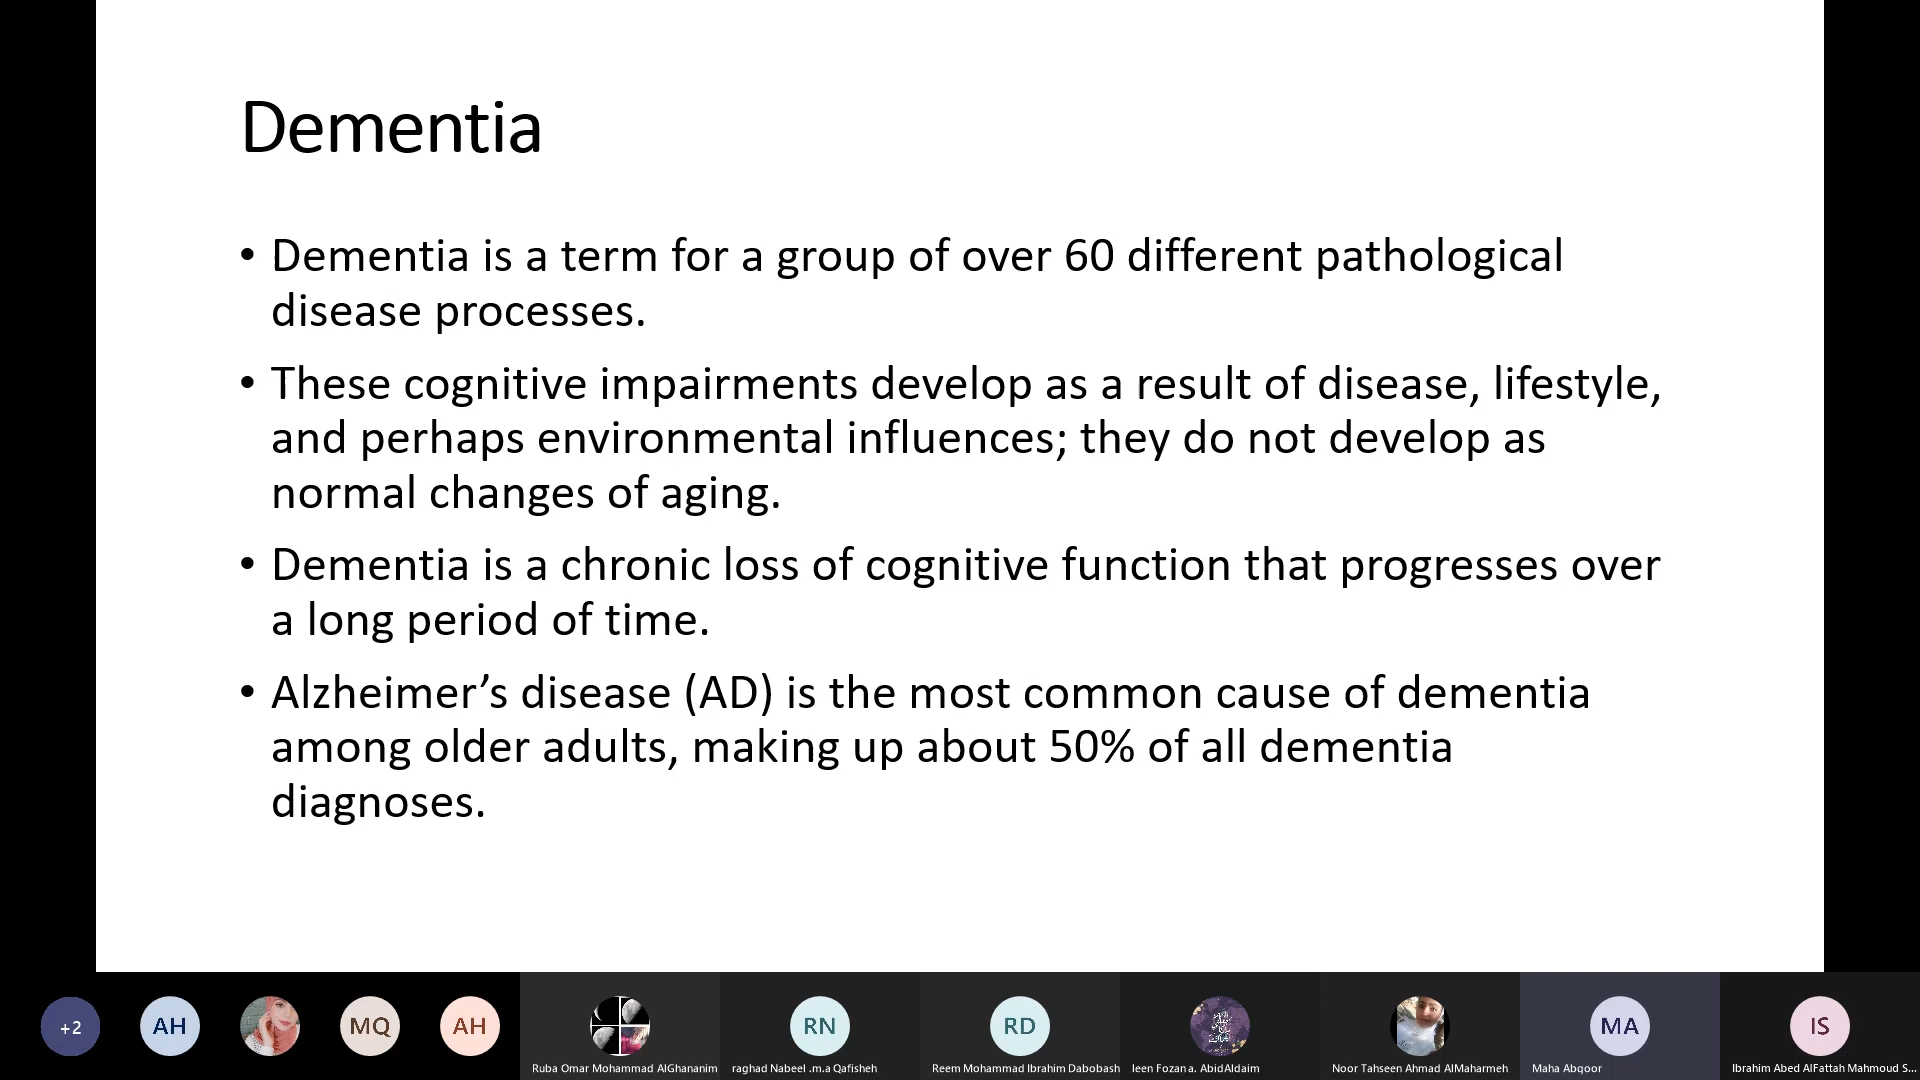 Dementia
• Dementia is a term for a group of over 60 different pathological
disease processes.
• These cognitive impairments develop as a result of disease, lifestyle,
and perhaps environmental influences; they do not develop as
normal changes of aging.
• Dementia is a chronic loss of cognitive function that progresses over
a long period of time.
• Alzheimer’s disease (AD) is the most common cause of dementia
among older adults, making up about 50% of all dementia
diagnoses.
+2
AH
MQ
AH
RN
RD
MA
IS
Ruba Omar Mohammad AlGhananim
raghad Nabeel .m.a Qafisheh
Reem Mohammad Ibrahim Dabobash
leen Fozan a. AbidAldaim
Noor Tahseen Ahmad AlMaharmeh
Maha Abqoor
Ibrahim Abed AlFattah Mahmoud S...